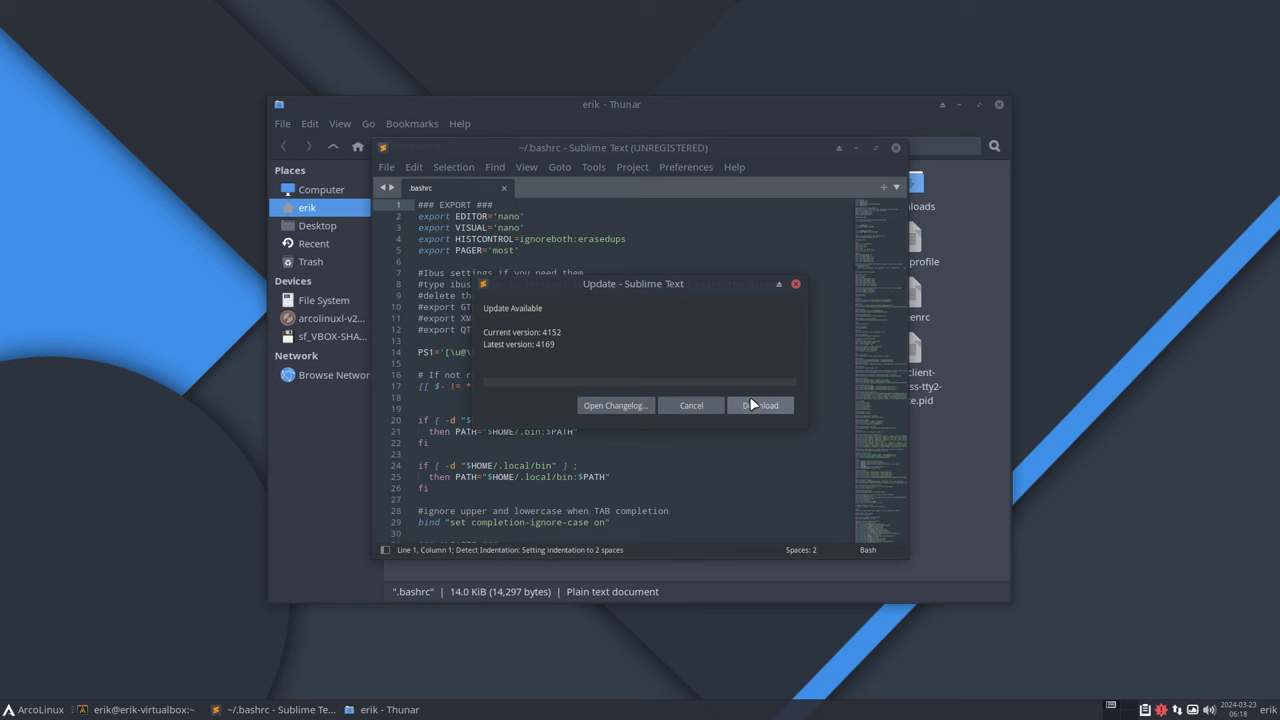 erik - Thunar
File Edit View Go Bookmarks Help
Places
Computer
erik
Desktop
Recent
Trash
Devices
File System
arcolinuxl-v2...
sf_VBOX-SHA...
Network
Browse Networ
".bashrc" | 14.0 KiB (14,297 bytes) | Plain text document
~/.bashrc - Sublime Text (UNREGISTERED)
File Edit Selection Find View Goto Tools Project Preferences Help
.bashrc
1 ### EXPORT ###
2 export EDITOR='nano'
3 export VISUAL='nano'
4 export HISTCONTROL=ignoreboth:erasedups
5 export PAGER='most'
6
7 #Ibus settings if you need them
8 #type ibus
9 #delete th
10 #export GT
11 #export XM
12 #export QT
13
14 PS1='[\u@\
15
16 # If not r
17 [[ $- != *
18
19
20 if [ -d "$
21 then PATH="$HOME/.bin:$PATH"
22 fi
23
24 if [ -d "$HOME/.local/bin" ] ;
25 then PATH="$HOME/.local/bin:$PATH"
26 fi
27
28 #ignore upper and lowercase when TAB completion
29 bind "set completion-ignore-case on"
30
Line 1, Column 1; Detect Indentation: Setting indentation to 2 spaces
Spaces: 2
Bash
Update - Sublime Text
Update Available
Current version: 4152
Latest version: 4169
Open Changelog...
Cancel
Download
ArcoLinux
erik@erik-virtualbox:~
~/.bashrc - Sublime Te...
erik - Thunar
2024-03-23
06:18
erik